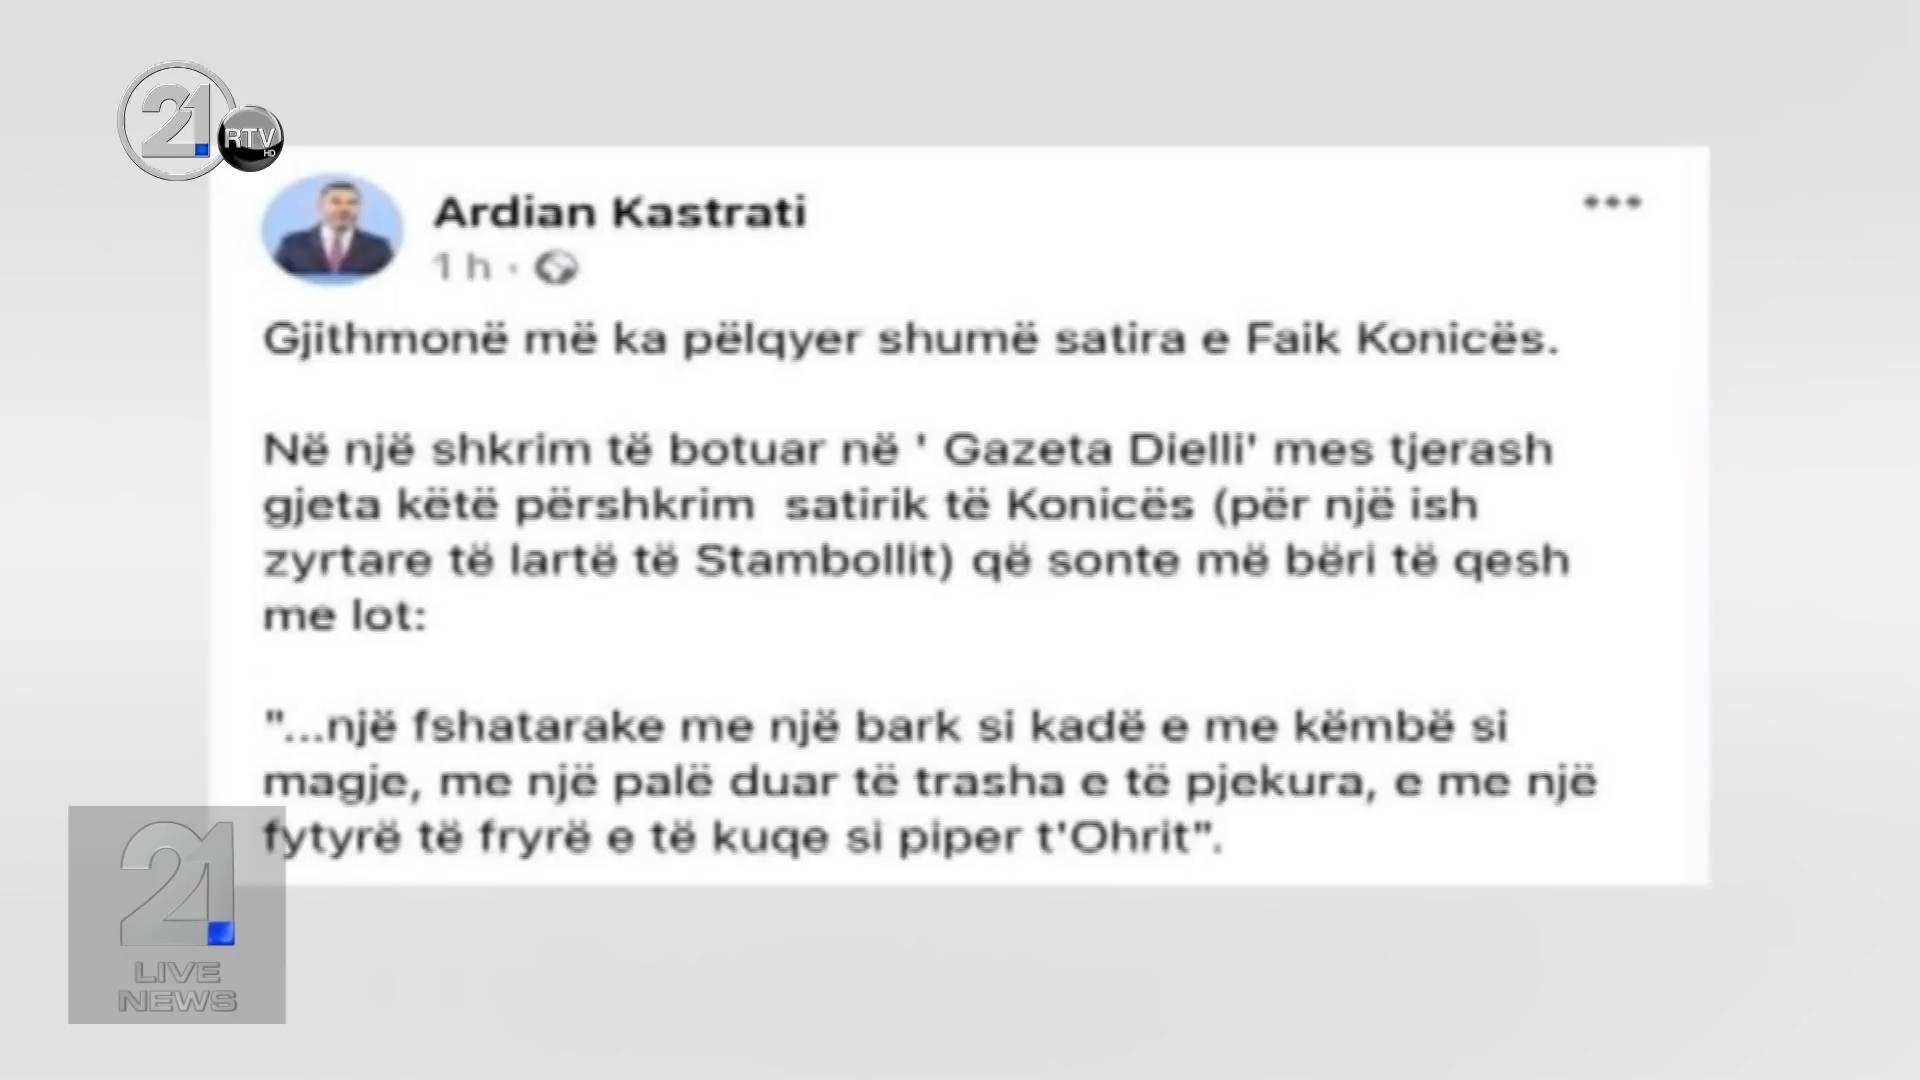 21
RTV
HD
Ardian Kastrati
1 h ·
Gjithmonë më ka pëlqyer shumë satira e Faik Konicës.
Në një shkrim të botuar në ' Gazeta Dielli' mes tjerash
gjeta këtë përshkrim  satirik të Konicës (për një ish
zyrtare të lartë të Stambollit) që sonte më bëri të qesh
me lot:
"...një fshatarake me një bark si kadë e me këmbë si
magje, me një palë duar të trasha e të pjekura, e me një
fytyrë të fryrë e të kuqe si piper t'Ohrit".
21
LIVE
NEWS